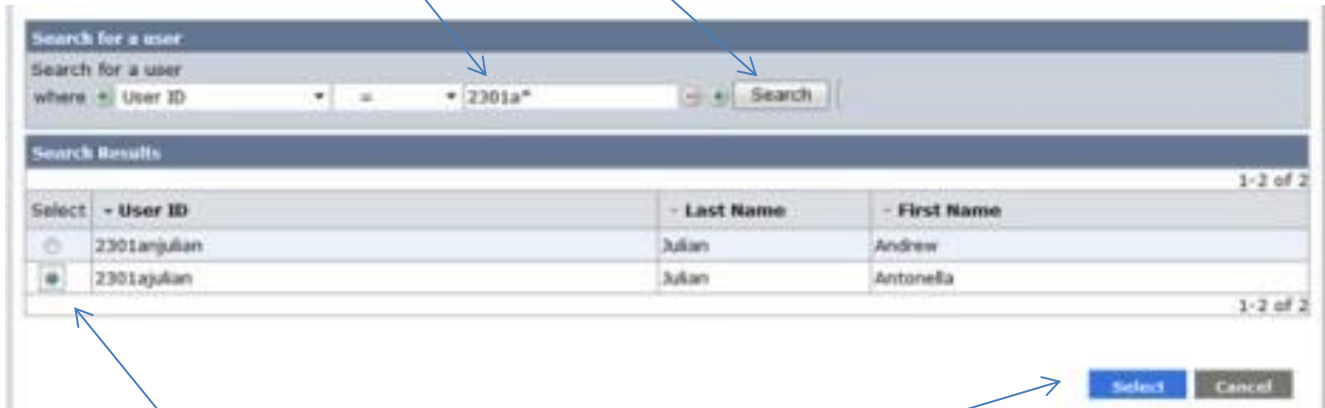 Search for a user
Search for a user
where User ID = 2301a* Search
Search Results
1-2 of 2
Select User ID Last Name First Name
2301anjulian Julian Andrew
2301ajulian Julian Antonella
1-2 of 2
Select Cancel